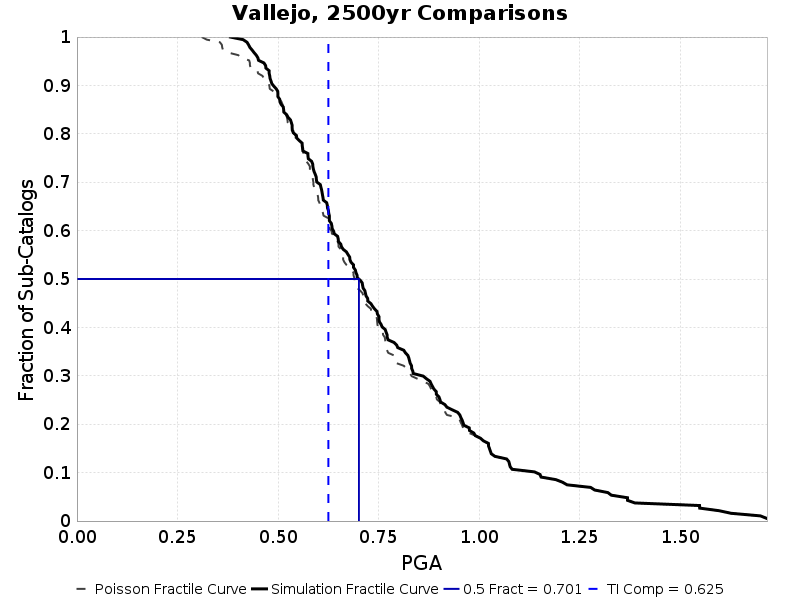 Vallejo, 2500yr Comparisons
1
0.9
0.8
0.7
0.6
0.5
0.4
0.3
0.2
0.1
0
Fraction of Sub-Catalogs
0.00 0.25 0.50 0.75 1.00 1.25 1.50
PGA
Poisson Fractile Curve Simulation Fractile Curve 0.5 Fract = 0.701 TI Comp = 0.625